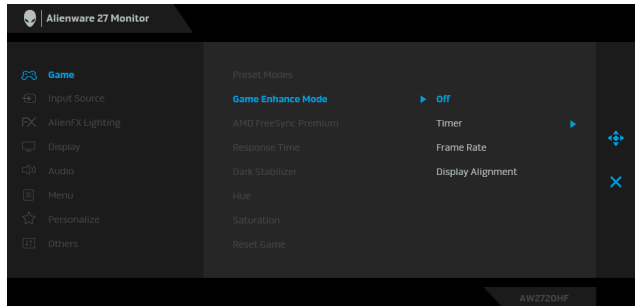 Alienware 27 Monitor
Game
Input Source
AlienFX Lighting
Display
Audio
Menu
Personalize
Others
Preset Modes
Game Enhance Mode
AMD FreeSync Premium
Response Time
Dark Stabilizer
Hue
Saturation
Reset Game
Off
Timer
Frame Rate
Display Alignment
AW2720HF